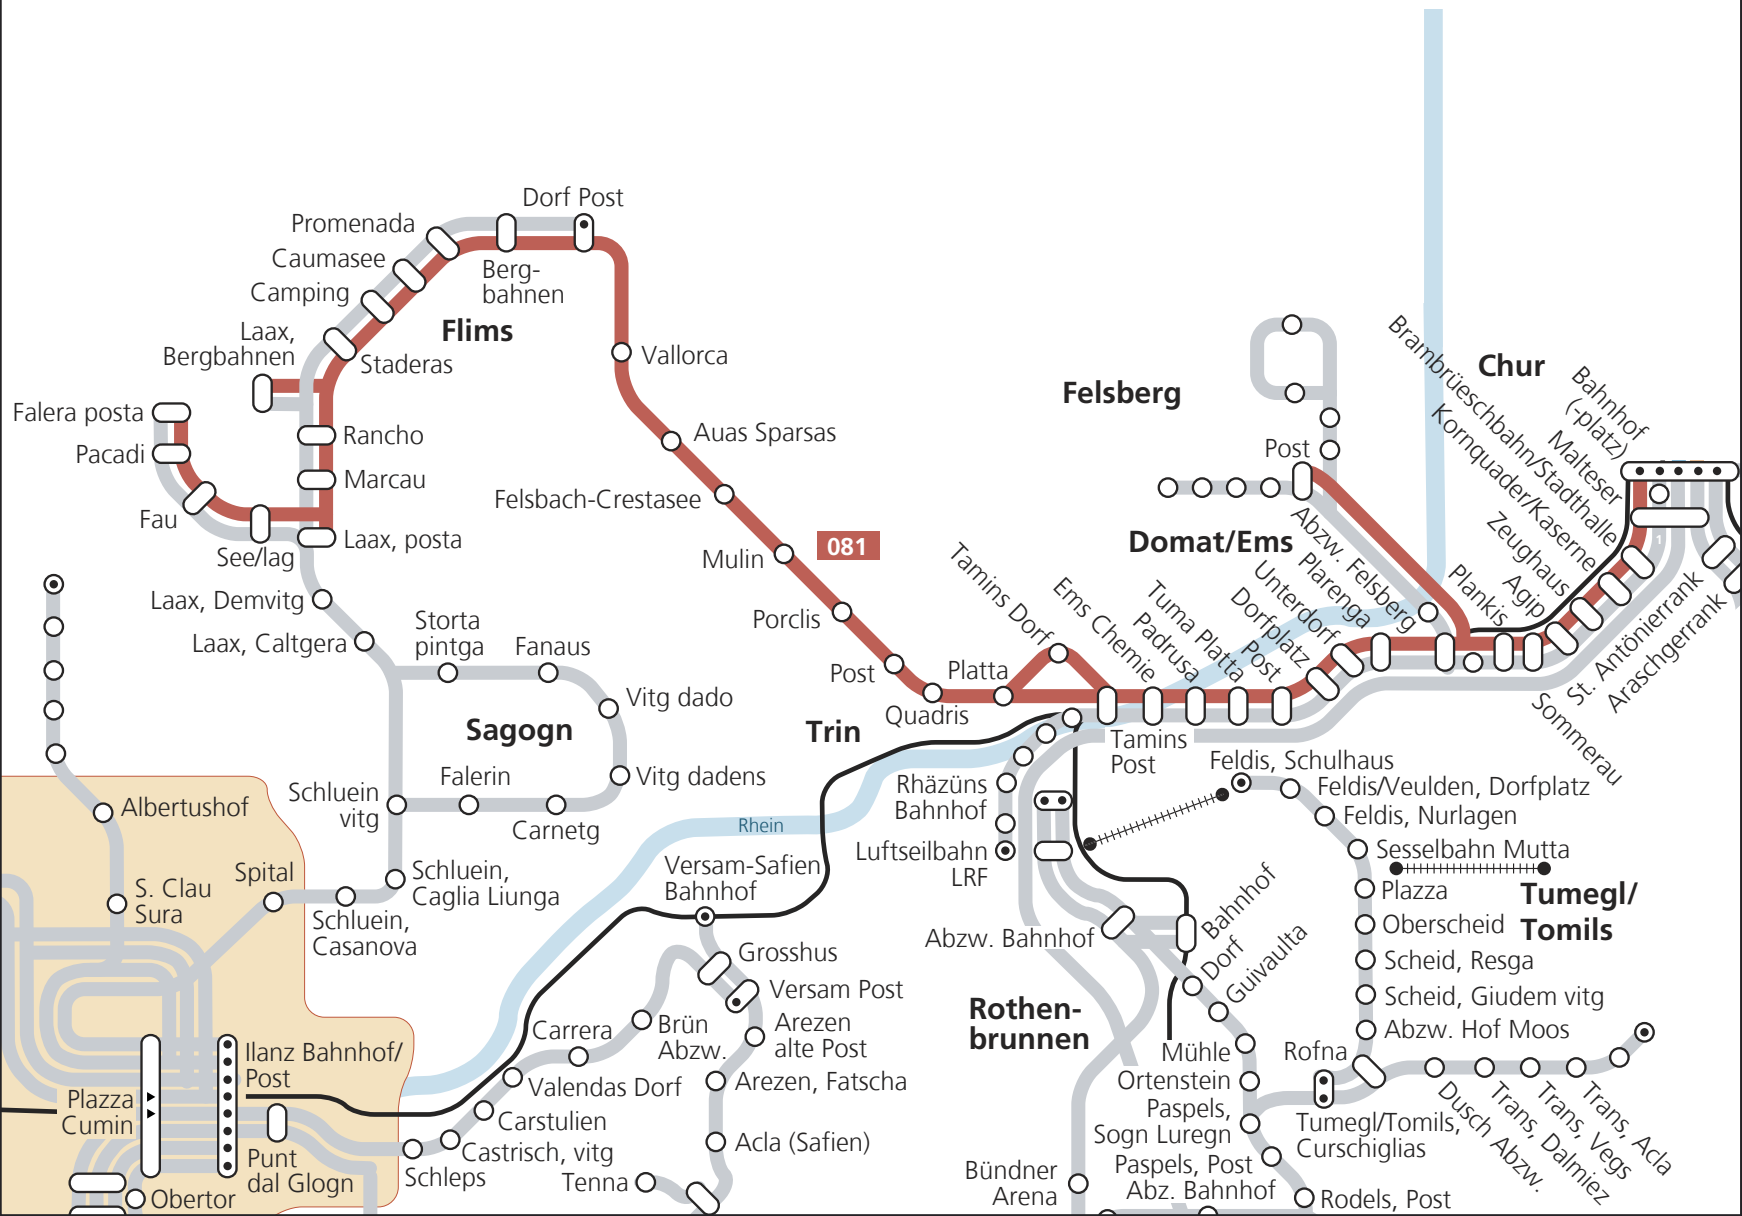 Dorf Post
Promenada
Caumasee
Camping
Berg-
bahnen
Flims
Laax,
Bergbahnen
Staderas
Vallorca
Falera posta
Pacadi
Fau
See/lag
Rancho
Marcau
Laax, posta
Auas Sparsas
Felsbach-Crestasee
Mulin
081
Porclis
Post
Quadris
Platta
Tamins Dorf
Trin
Laax, Demvitg
Laax, Caltgera
Storta
pintga
Fanaus
Vitg dado
Sagogn
Vitg dadens
Falerin
Carnetg
Schluein
vitg
Schluein,
Caglia Liunga
Schluein,
Casanova
Spital
Albertushof
S. Clau
Sura
Felsberg
Post
Domat/Ems
Chur
Bahnhof
(-platz)
Malteser
Brambrüeschbahn/Stadthalle
Kornquader/Kaserne
Zeughaus
Agip
Plankis
Abzw. Felsberg
Plarenga
Unterdorf
Dorfplatz
Post
Tuma Platta
Padrusa
Ems Chemie
1
St. Antönierrank
Araschgerrank
Sommerau
Tamins
Post
Rhäzüns
Bahnhof
Luftseilbahn
LRF
Rhein
Versam-Safien
Bahnhof
Grosshus
Versam Post
Arezen
alte Post
Arezen, Fatscha
Acla (Safien)
Tenna
Brün
Abzw.
Carrera
Valendas Dorf
Carstulien
Castrisch, vitg
Schleps
Ilanz Bahnhof/
Post
Plazza
Cumin
Punt
dal Glogn
Obertor
Feldis, Schulhaus
Feldis/Veulden, Dorfplatz
Feldis, Nurlagen
Sesselbahn Mutta
Plazza
Tumegl/
Tomils
Oberscheid
Scheid, Resga
Scheid, Giudem vitg
Abzw. Hof Moos
Rofna
Abzw. Bahnhof
Bahnhof
Dorf
Guivaulta
Rothen-
brunnen
Mühle
Ortenstein
Paspels,
Sogn Luregn
Paspels, Post
Abz. Bahnhof
Bündner
Arena
Rodels, Post
Tumegl/Tomils,
Curschiglias
Dusch Abzw.
Trans, Dalmiez
Trans, Vegs
Trans, Acla